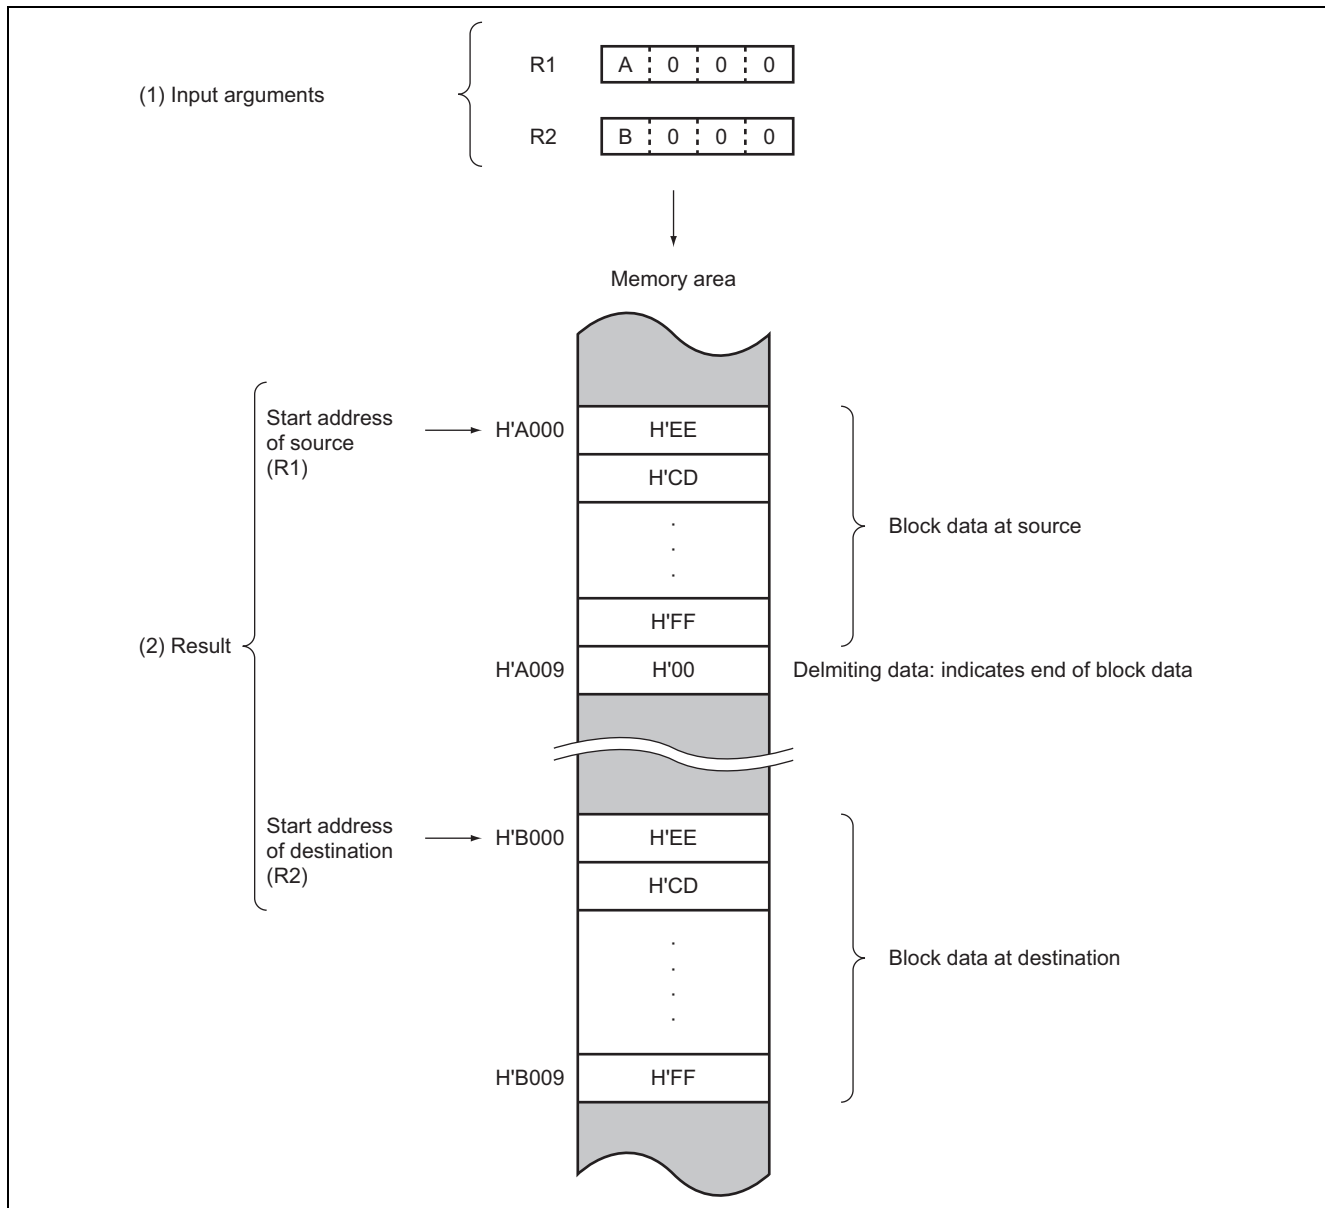 R1 A 0 0 0
(1) Input arguments
R2 B 0 0 0
Memory area
Start address
of source
(R1)
H'A000 H'EE
H'CD
.
.
.
Block data at source
H'FF
(2) Result
H'A009 H'00 Delmiting data: indicates end of block data
Start address
of destination
(R2)
H'B000 H'EE
H'CD
.
.
.
.
Block data at destination
H'B009 H'FF